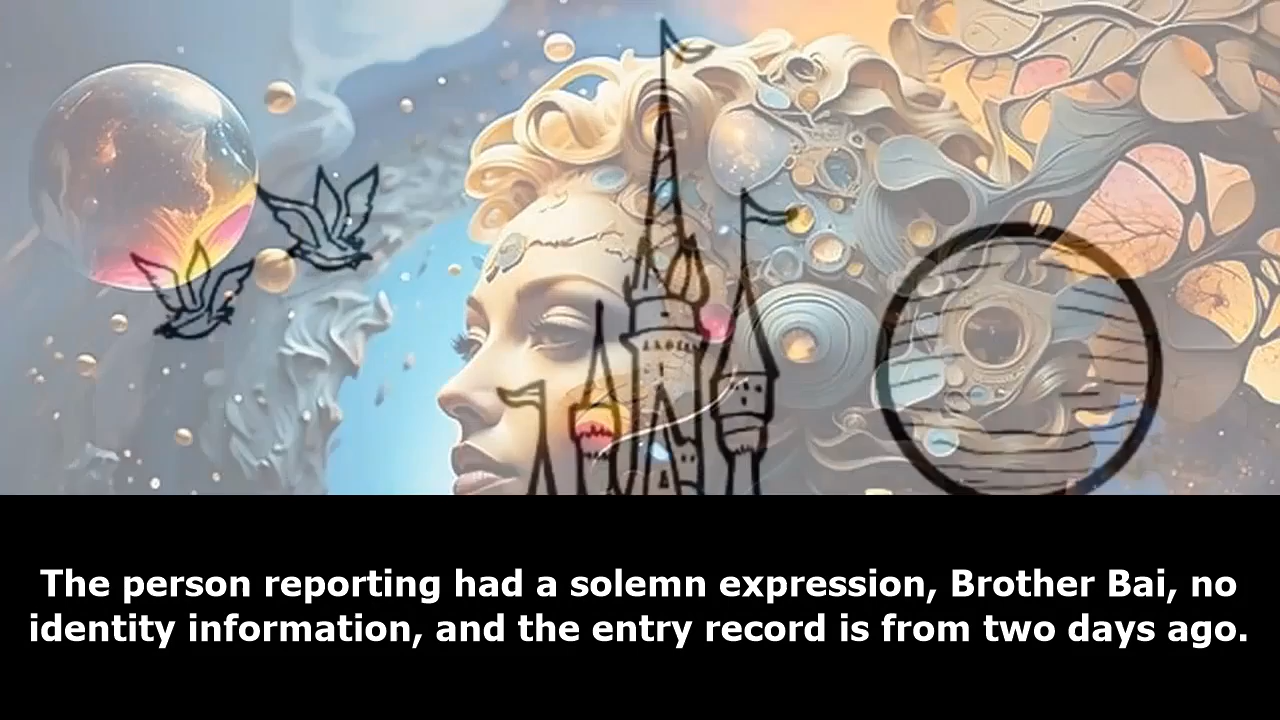 The person reporting had a solemn expression, Brother Bai, no
identity information, and the entry record is from two days ago.